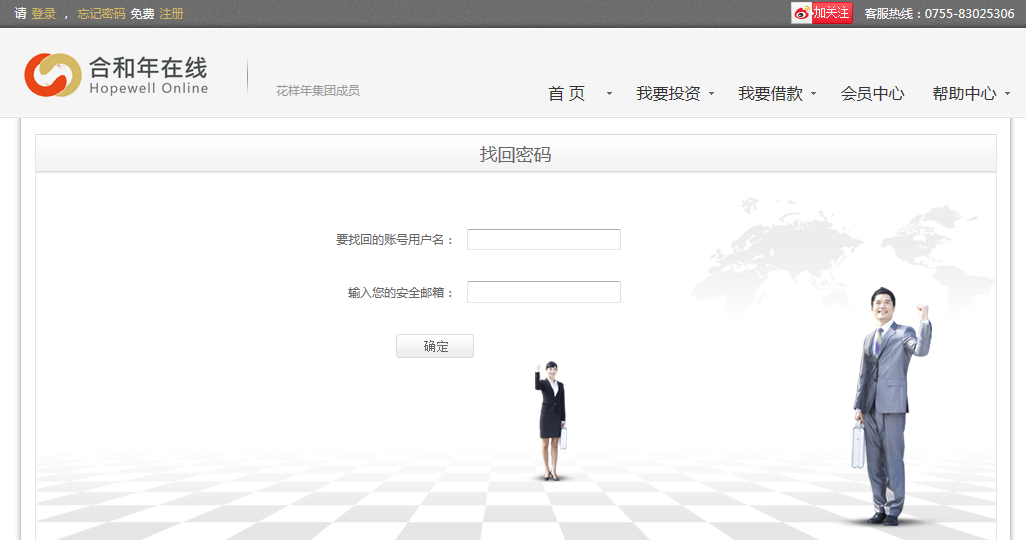 请 登录 ， 忘记密码 免费 注册 加关注 客服热线：0755-83025306
合和年在线
Hopewell Online
花样年集团成员
首 页 我要投资 我要借款 会员中心 帮助中心
找回密码
要找回的账号用户名：
输入您的安全邮箱：
确定